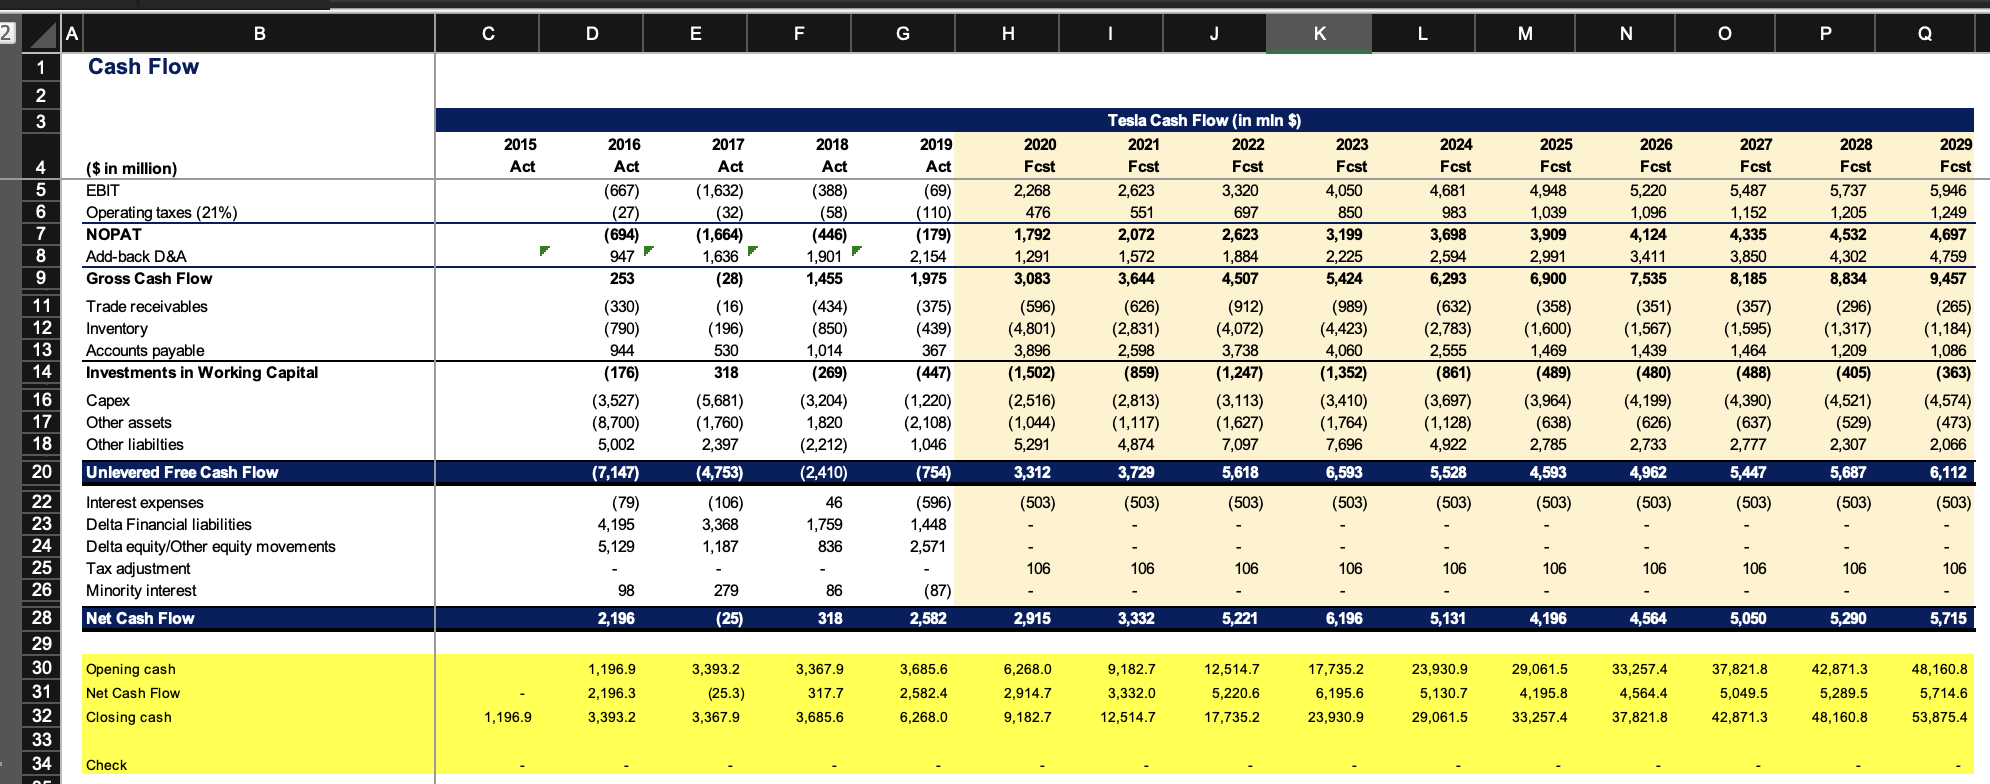 2 A B C D E F G H I J K L M N O P Q
1 Cash Flow
2
3 Tesla Cash Flow (in mln $)
2015 2016 2017 2018 2019 2020 2021 2022 2023 2024 2025 2026 2027 2028 2029
4 ($ in million) Act Act Act Act Act Fcst Fcst Fcst Fcst Fcst Fcst Fcst Fcst Fcst Fcst
5 EBIT (667) (1,632) (388) (69) 2,268 2,623 3,320 4,050 4,681 4,948 5,220 5,487 5,737 5,946
6 Operating taxes (21%) (27) (32) (58) (110) 476 551 697 850 983 1,039 1,096 1,152 1,205 1,249
7 NOPAT (694) (1,664) (446) (179) 1,792 2,072 2,623 3,199 3,698 3,909 4,124 4,335 4,532 4,697
8 Add-back D&A 947 1,636 1,901 2,154 1,291 1,572 1,884 2,225 2,594 2,991 3,411 3,850 4,302 4,759
9 Gross Cash Flow 253 (28) 1,455 1,975 3,083 3,644 4,507 5,424 6,293 6,900 7,535 8,185 8,834 9,457
11 Trade receivables (330) (16) (434) (375) (596) (626) (912) (989) (632) (358) (351) (357) (296) (265)
12 Inventory (790) (196) (850) (439) (4,801) (2,831) (4,072) (4,423) (2,783) (1,600) (1,567) (1,595) (1,317) (1,184)
13 Accounts payable 944 530 1,014 367 3,896 2,598 3,738 4,060 2,555 1,469 1,439 1,464 1,209 1,086
14 Investments in Working Capital (176) 318 (269) (447) (1,502) (859) (1,247) (1,352) (861) (489) (480) (488) (405) (363)
16 Capex (3,527) (5,681) (3,204) (1,220) (2,516) (2,813) (3,113) (3,410) (3,697) (3,964) (4,199) (4,390) (4,521) (4,574)
17 Other assets (8,700) (1,760) 1,820 (2,108) (1,044) (1,117) (1,627) (1,764) (1,128) (638) (626) (637) (529) (473)
18 Other liabilties 5,002 2,397 (2,212) 1,046 5,291 4,874 7,097 7,696 4,922 2,785 2,733 2,777 2,307 2,066
20 Unlevered Free Cash Flow (7,147) (4,753) (2,410) (754) 3,312 3,729 5,618 6,593 5,528 4,593 4,962 5,447 5,687 6,112
22 Interest expenses (79) (106) 46 (596) (503) (503) (503) (503) (503) (503) (503) (503) (503) (503)
23 Delta Financial liabilities 4,195 3,368 1,759 1,448 - - - - - - - - - -
24 Delta equity/Other equity movements 5,129 1,187 836 2,571 - - - - - - - - - -
25 Tax adjustment - - - - 106 106 106 106 106 106 106 106 106 106
26 Minority interest 98 279 86 (87) - - - - - - - - - -
28 Net Cash Flow 2,196 (25) 318 2,582 2,915 3,332 5,221 6,196 5,131 4,196 4,564 5,050 5,290 5,715
29
30 Opening cash 1,196.9 3,393.2 3,367.9 3,685.6 6,268.0 9,182.7 12,514.7 17,735.2 23,930.9 29,061.5 33,257.4 37,821.8 42,871.3 48,160.8
31 Net Cash Flow - 2,196.3 (25.3) 317.7 2,582.4 2,914.7 3,332.0 5,220.6 6,195.6 5,130.7 4,195.8 4,564.4 5,049.5 5,289.5 5,714.6
32 Closing cash 1,196.9 3,393.2 3,367.9 3,685.6 6,268.0 9,182.7 12,514.7 17,735.2 23,930.9 29,061.5 33,257.4 37,821.8 42,871.3 48,160.8 53,875.4
33
34 Check - - - - - - - - - - - - - - -